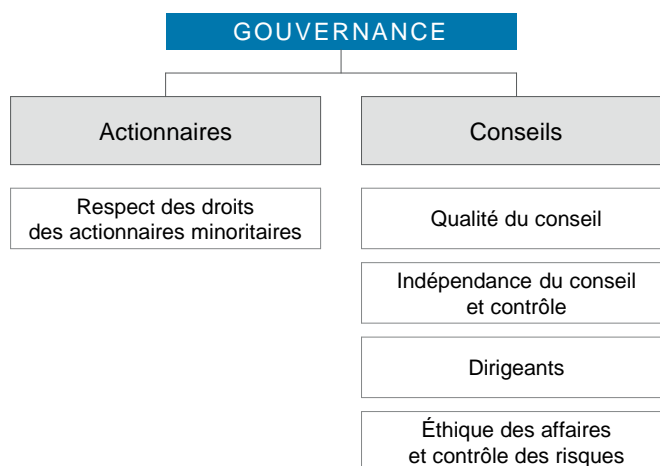 GOUVERNANCE
Actionnaires
Conseils
Respect des droits
des actionnaires minoritaires
Qualité du conseil
Indépendance du conseil
et contrôle
Dirigeants
Éthique des affaires
et contrôle des risques